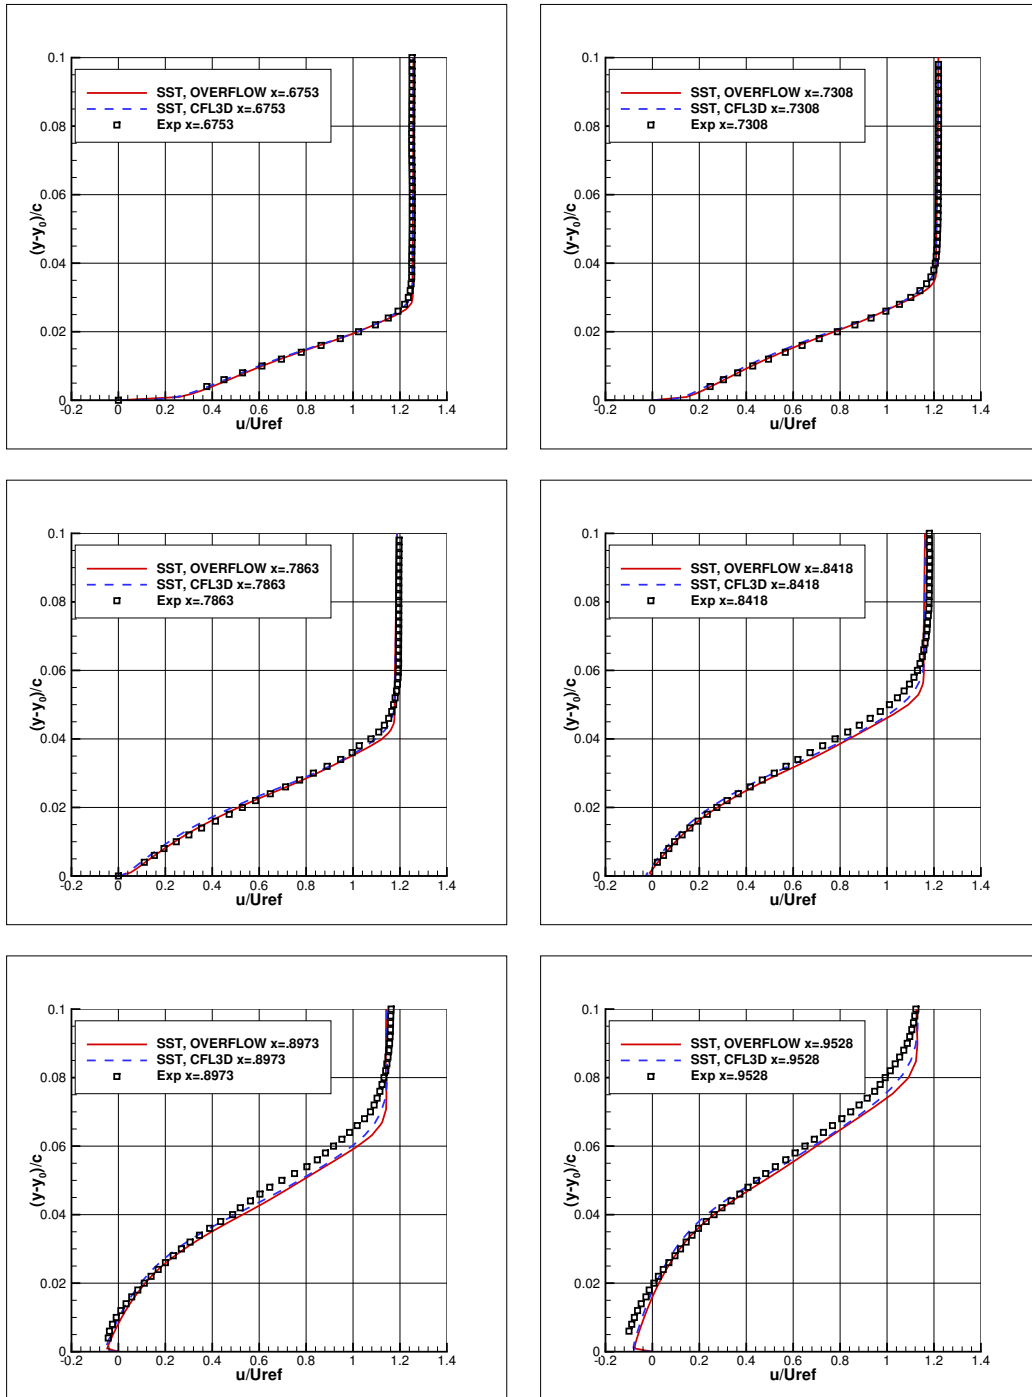 0.1
SST, OVERFLOW x=.6753
SST, CFL3D x=.6753
Exp x=.6753
0.08
0.06
(y-y0)/c
0.04
0.02
0
-0.2 0 0.2 0.4 0.6 0.8 1 1.2 1.4
u/Uref
0.1
SST, OVERFLOW x=.7308
SST, CFL3D x=.7308
Exp x=.7308
0.08
0.06
(y-y0)/c
0.04
0.02
0
-0.2 0 0.2 0.4 0.6 0.8 1 1.2 1.4
u/Uref
0.1
SST, OVERFLOW x=.7863
SST, CFL3D x=.7863
Exp x=.7863
0.08
0.06
(y-y0)/c
0.04
0.02
0
-0.2 0 0.2 0.4 0.6 0.8 1 1.2 1.4
u/Uref
0.1
SST, OVERFLOW x=.8418
SST, CFL3D x=.8418
Exp x=.8418
0.08
0.06
(y-y0)/c
0.04
0.02
0
-0.2 0 0.2 0.4 0.6 0.8 1 1.2 1.4
u/Uref
0.1
SST, OVERFLOW x=.8973
SST, CFL3D x=.8973
Exp x=.8973
0.08
0.06
(y-y0)/c
0.04
0.02
0
-0.2 0 0.2 0.4 0.6 0.8 1 1.2 1.4
u/Uref
0.1
SST, OVERFLOW x=.9528
SST, CFL3D x=.9528
Exp x=.9528
0.08
0.06
(y-y0)/c
0.04
0.02
0
-0.2 0 0.2 0.4 0.6 0.8 1 1.2 1.4
u/Uref